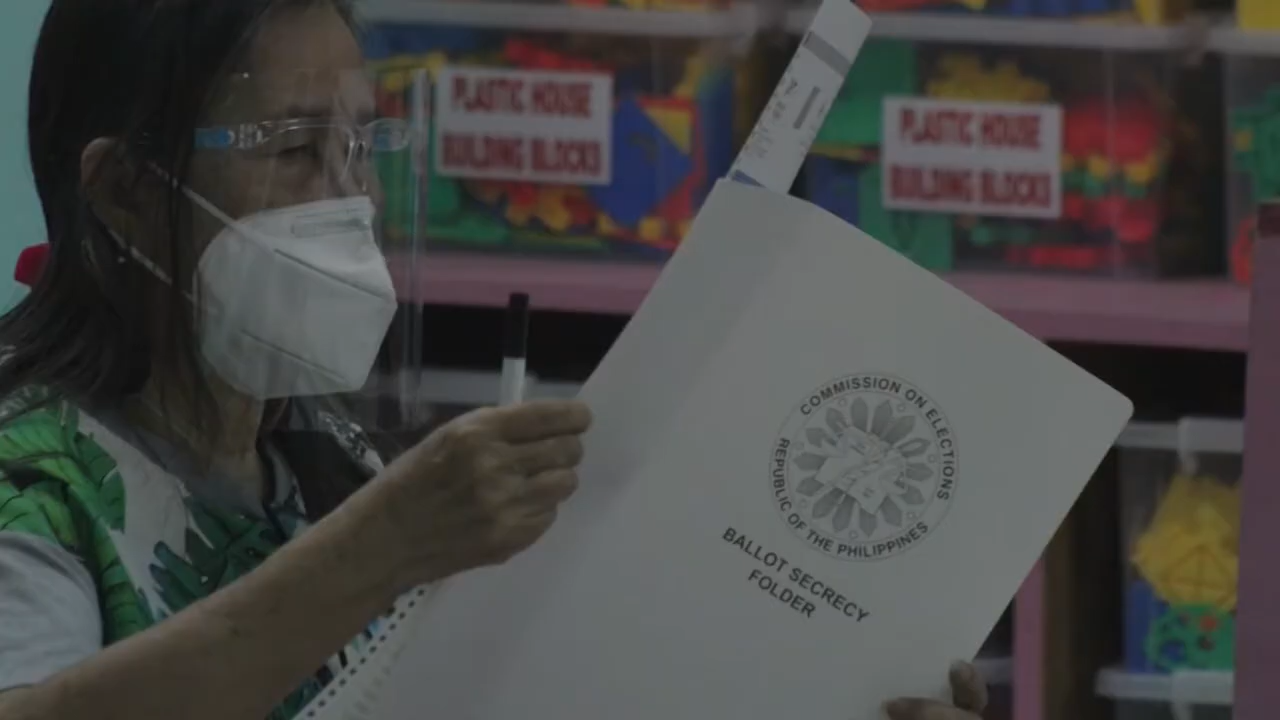 PLASTIC HOUSE
BUILDING BLOCKS
PLASTIC HOUSE
BUILDING BLOCKS
COMMISSION ON ELECTIONS
REPUBLIC OF THE PHILIPPINES
BALLOT SECRECY
FOLDER